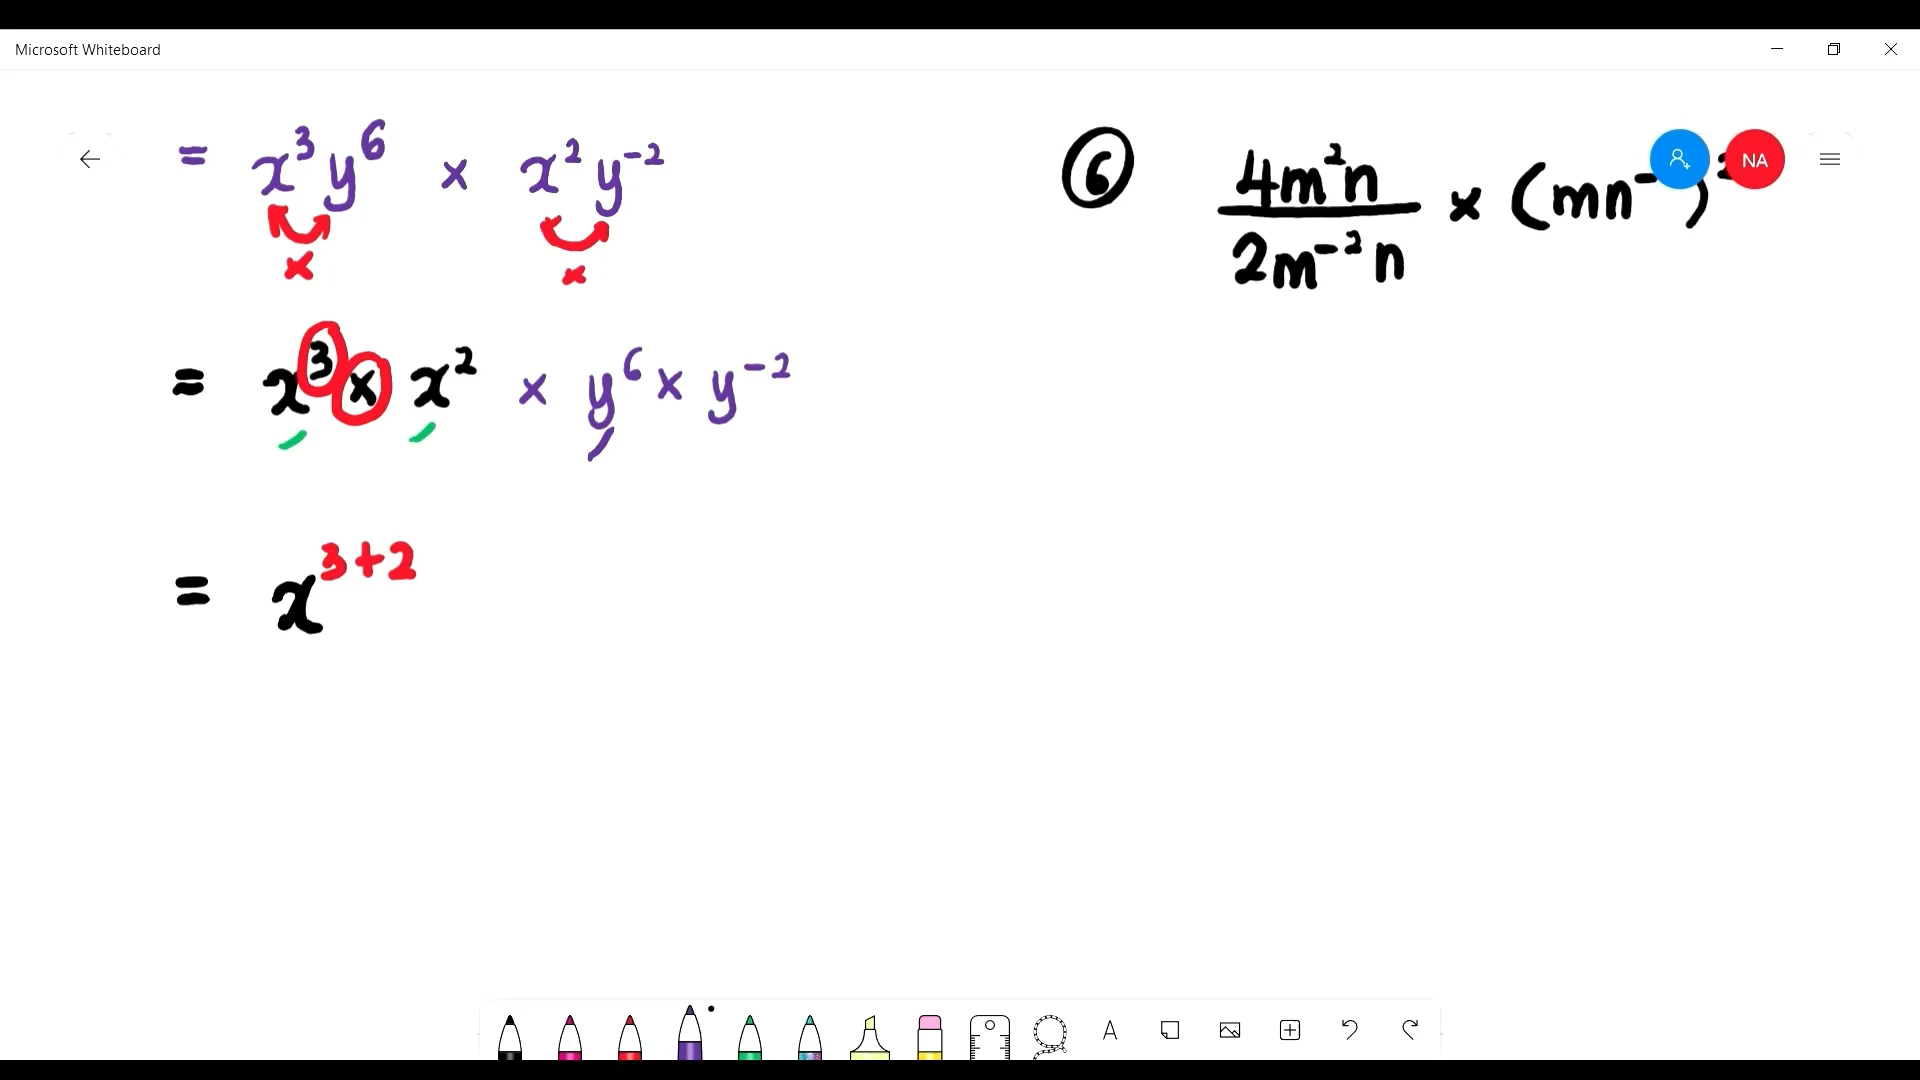 Microsoft Whiteboard
= x³y⁶ × x²y⁻²
× ×
= x³ × x² × y⁶ × y⁻²
= x³⁺²
⑥ 4m²n / 2m⁻²n × (mn⁻ )
NA
A